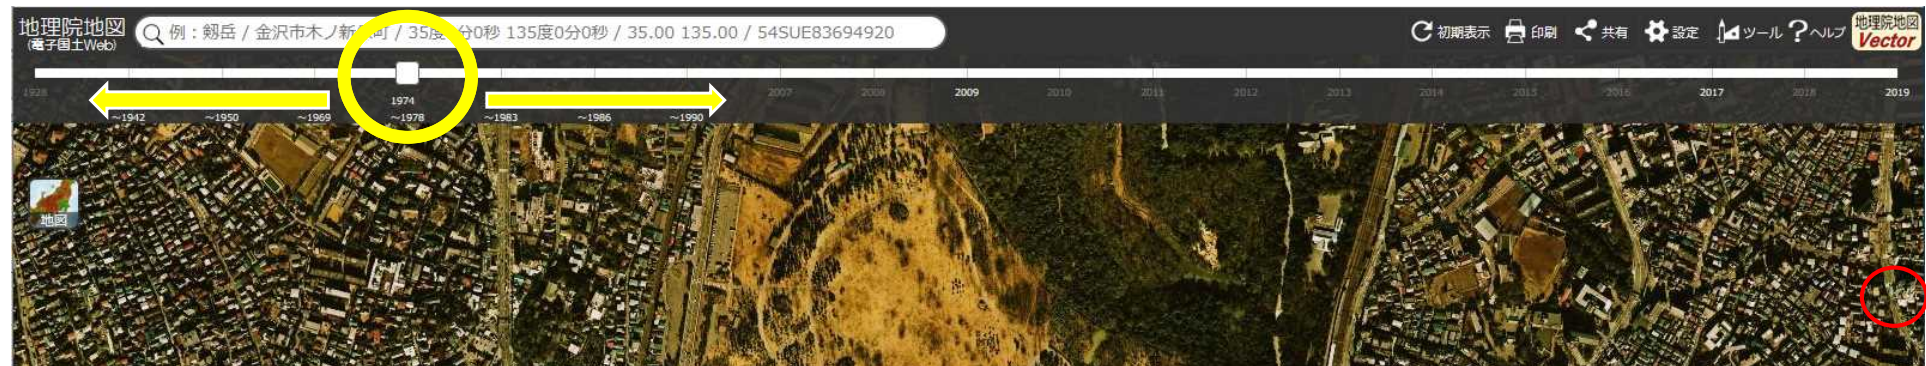 地理院地図
(電子国土Web)
例：剱岳 / 金沢市木ノ新保町 / 35度0分0秒 135度0分0秒 / 35.00 135.00 / 54SUE83694920
初期表示
印刷
共有
設定
ツール
ヘルプ
地理院地図
Vector
1928
1974
2007
2008
2009
2010
2011
2012
2013
2014
2015
2016
2017
2018
2019
～1942
～1950
～1969
～1978
～1983
～1986
～1990
地図